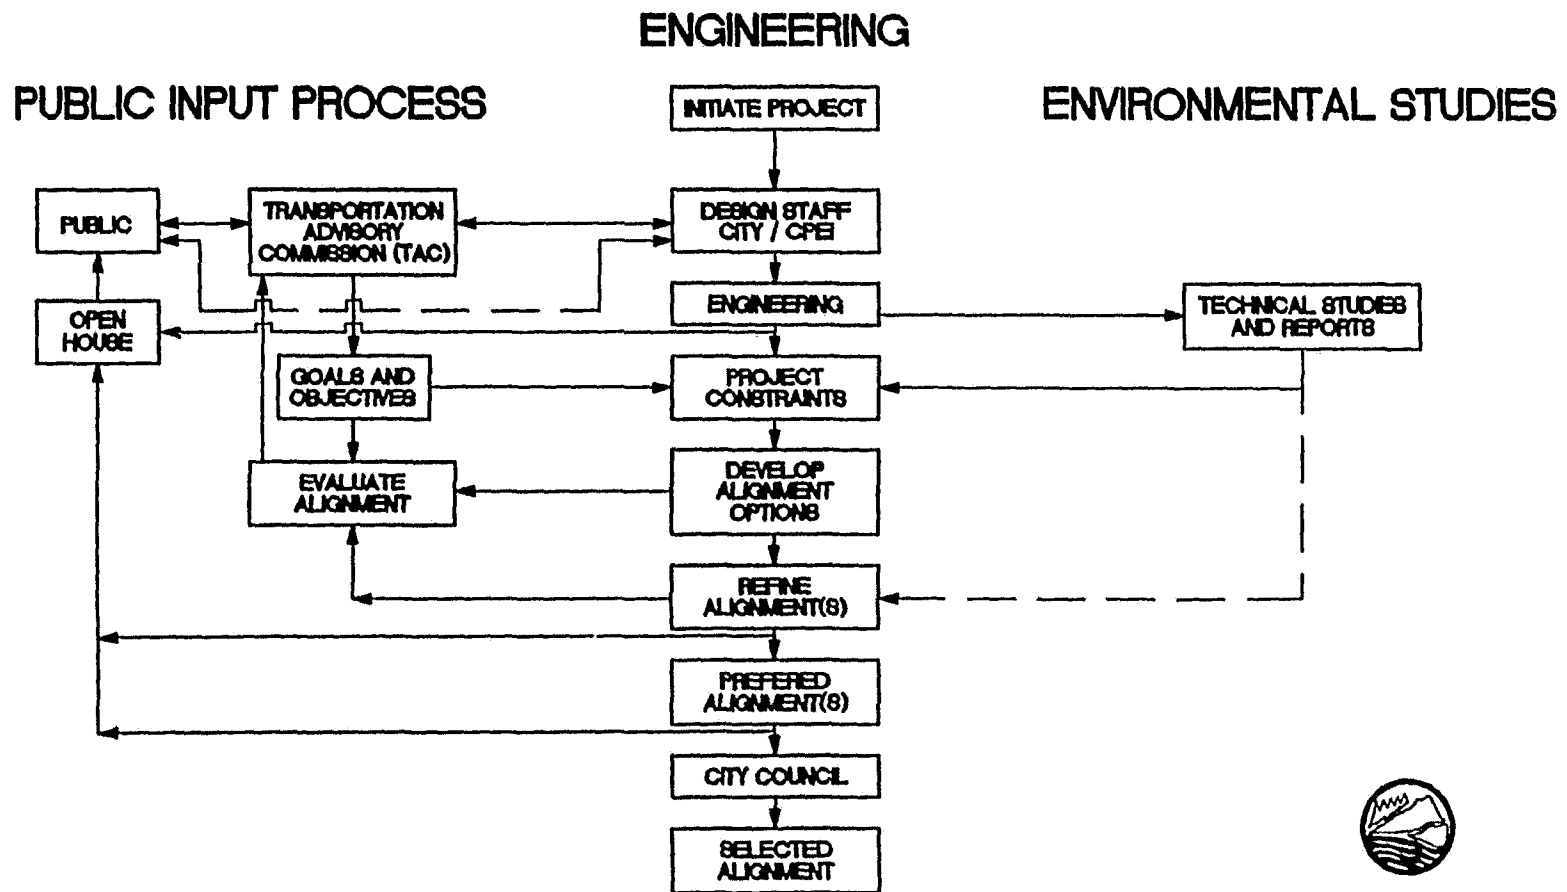 ENGINEERING
PUBLIC INPUT PROCESS
ENVIRONMENTAL STUDIES
INITIATE PROJECT
PUBLIC
TRANSPORTATION
ADVISORY
COMMISSION (TAC)
DESIGN STAFF
CITY / CPEI
OPEN
HOUSE
ENGINEERING
TECHNICAL STUDIES
AND REPORTS
GOALS AND
OBJECTIVES
PROJECT
CONSTRAINTS
EVALUATE
ALIGNMENT
DEVELOP
ALIGNMENT
OPTIONS
REFINE
ALIGNMENT(S)
PREFERED
ALIGNMENT(S)
CITY COUNCIL
SELECTED
ALIGNMENT